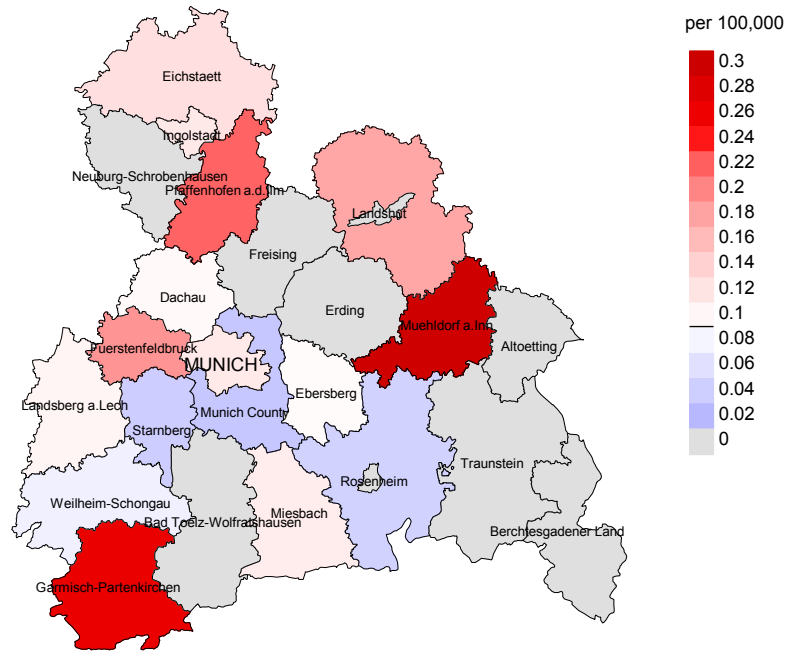 per 100,000
0.3
0.28
0.26
0.24
0.22
0.2
0.18
0.16
0.14
0.12
0.1
0.08
0.06
0.04
0.02
0
Eichstaett
Ingolstadt
Neuburg-Schrobenhausen
Pfaffenhofen a.d.Ilm
Landshut
Freising
Dachau
Erding
Muehldorf a.Inn
Altoetting
Fuerstenfeldbruck
MUNICH
Ebersberg
Landsberg a.Lech
Munich County
Starnberg
Traunstein
Rosenheim
Weilheim-Schongau
Miesbach
Bad Toelz-Wolfratshausen
Berchtesgadener Land
Garmisch-Partenkirchen